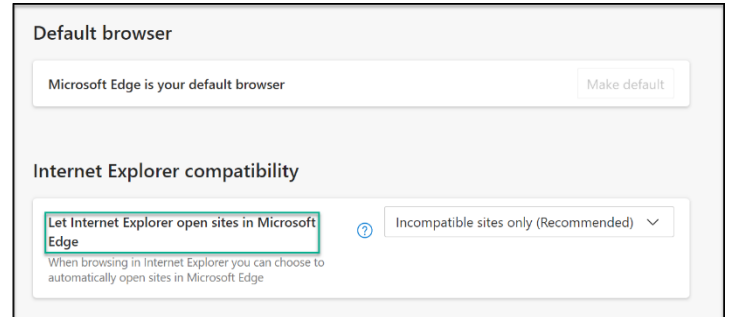 Default browser
Microsoft Edge is your default browser
Make default
Internet Explorer compatibility
Let Internet Explorer open sites in Microsoft
Edge
Incompatible sites only (Recommended)
When browsing in Internet Explorer you can choose to
automatically open sites in Microsoft Edge